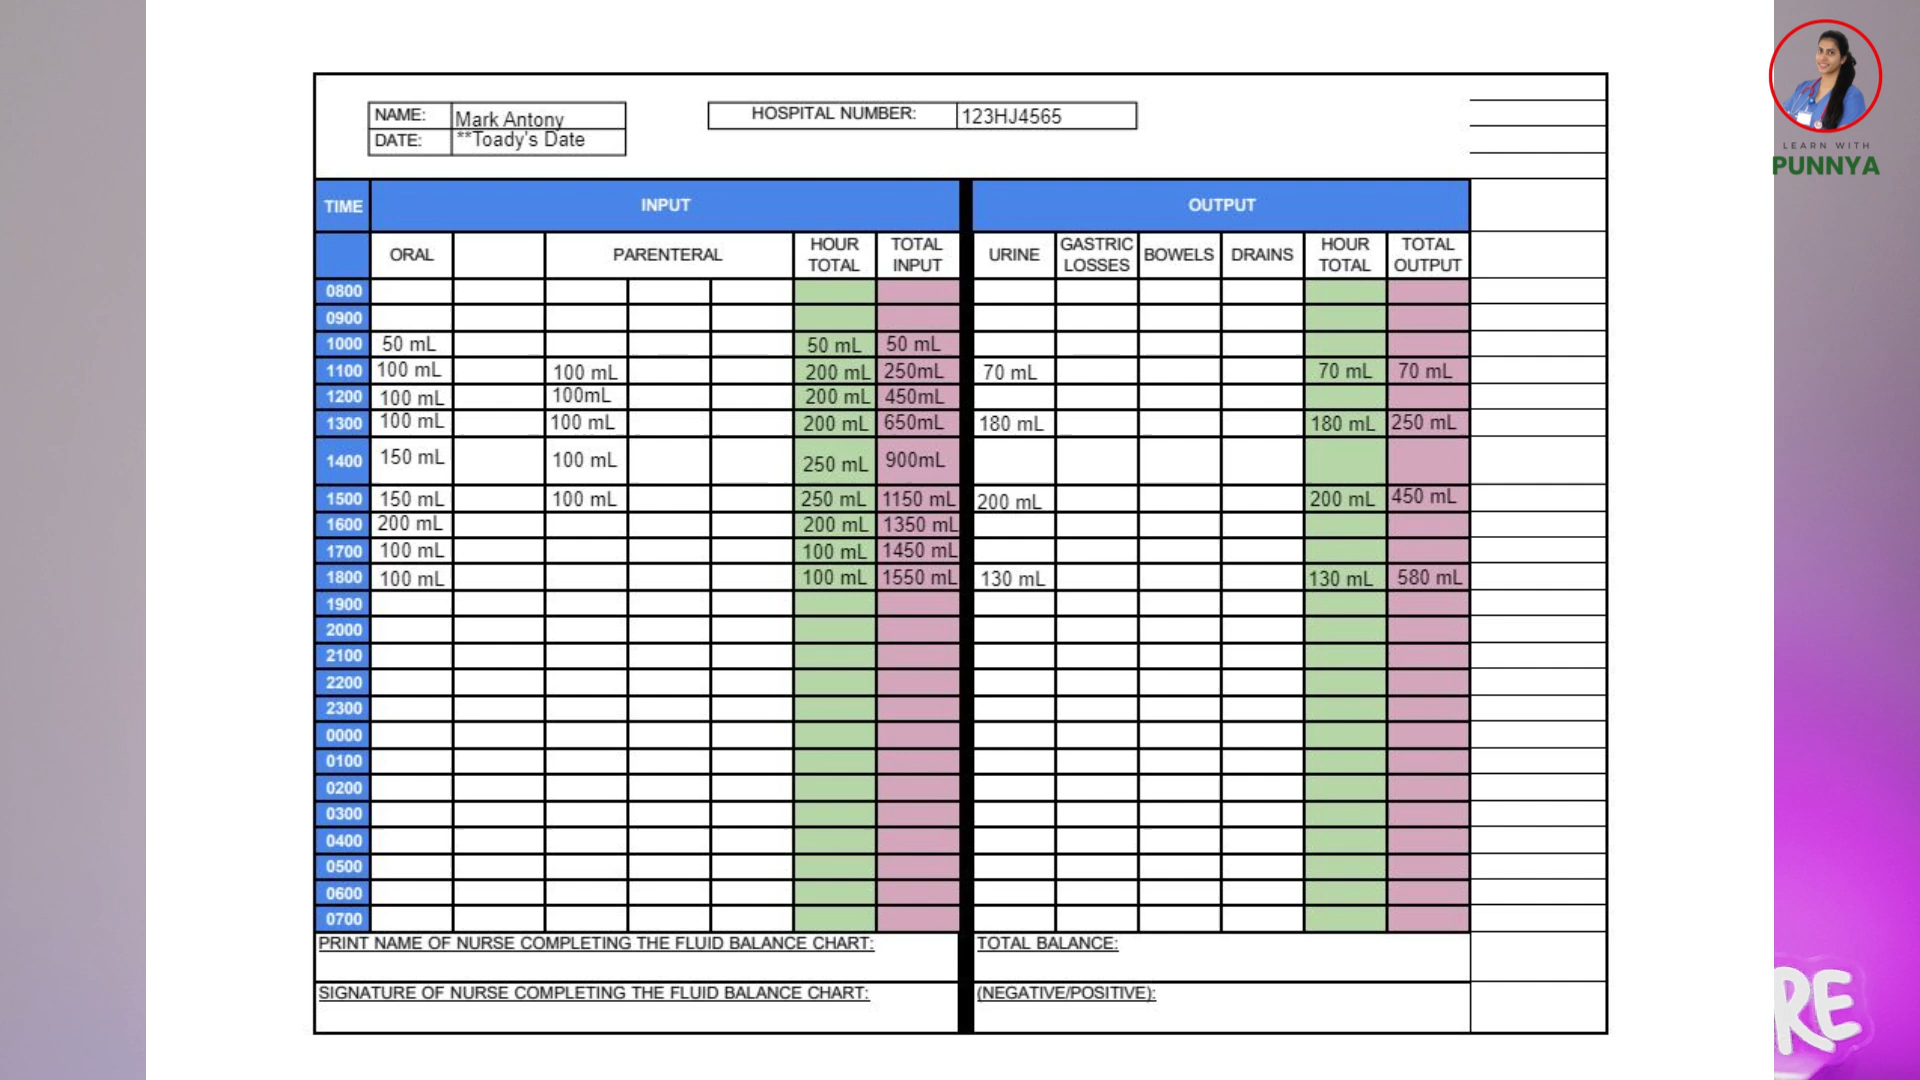 NAME: Mark Antony HOSPITAL NUMBER: 123HJ4565
DATE: **Toady's Date
LEARN WITH
PUNNYA
TIME INPUT OUTPUT
ORAL PARENTERAL HOUR TOTAL TOTAL INPUT URINE GASTRIC LOSSES BOWELS DRAINS HOUR TOTAL TOTAL OUTPUT
0800
0900
1000 50 mL 50 mL 50 mL
1100 100 mL 100 mL 200 mL 250mL 70 mL 70 mL 70 mL
1200 100 mL 100mL 200 mL 450mL
1300 100 mL 100 mL 200 mL 650mL 180 mL 180 mL 250 mL
1400 150 mL 100 mL 250 mL 900mL
1500 150 mL 100 mL 250 mL 1150 mL 200 mL 200 mL 450 mL
1600 200 mL 200 mL 1350 mL
1700 100 mL 100 mL 1450 mL
1800 100 mL 100 mL 1550 mL 130 mL 130 mL 580 mL
1900
2000
2100
2200
2300
0000
0100
0200
0300
0400
0500
0600
0700
PRINT NAME OF NURSE COMPLETING THE FLUID BALANCE CHART: TOTAL BALANCE:
SIGNATURE OF NURSE COMPLETING THE FLUID BALANCE CHART: (NEGATIVE/POSITIVE):
RE